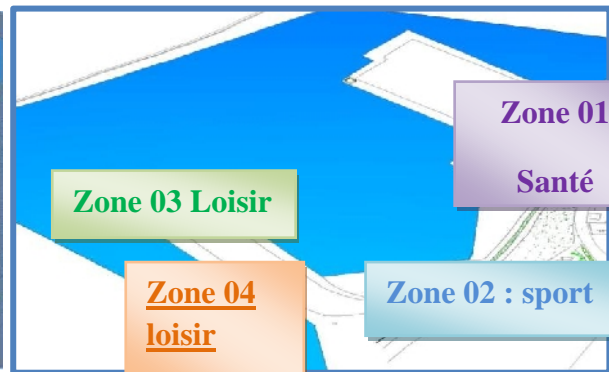 Zone 01
Santé
Zone 03 Loisir
Zone 04
loisir
Zone 02 : sport